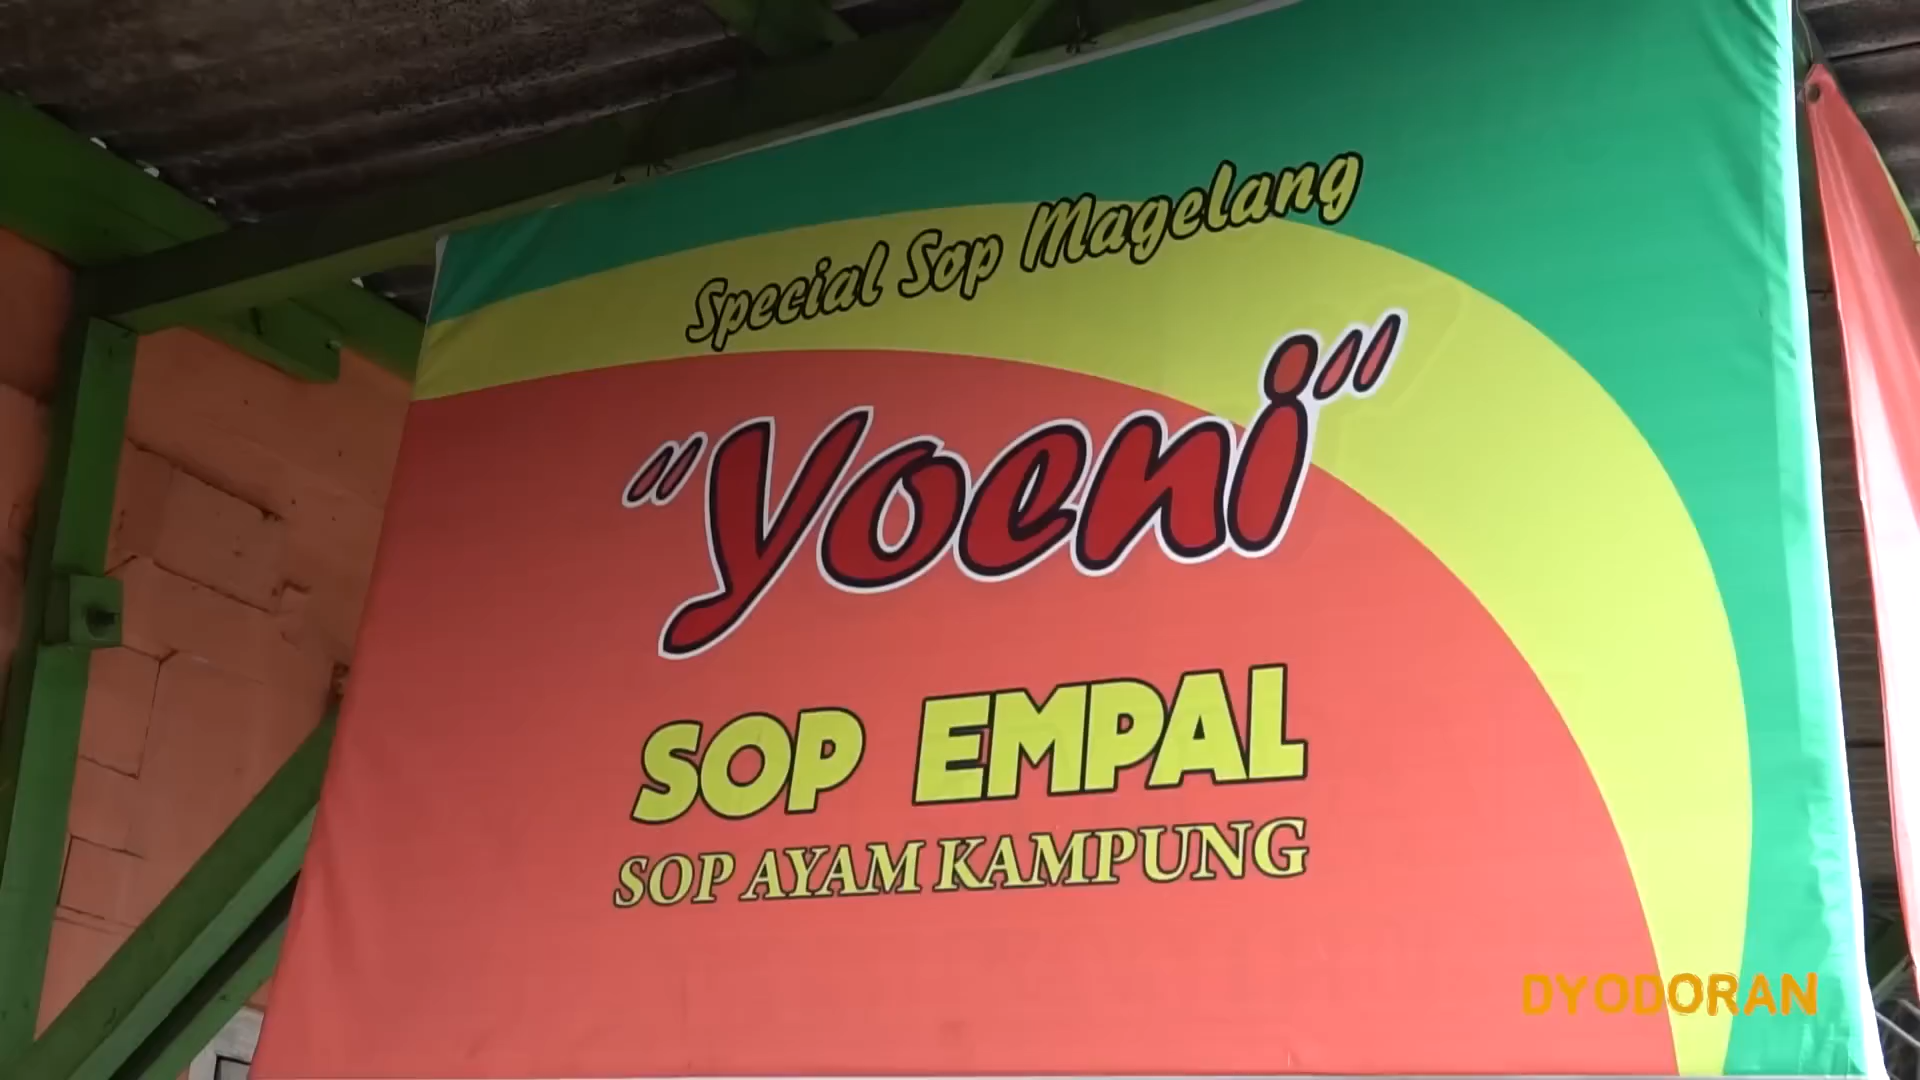 Special Sop Magelang
"Yoeni"
SOP EMPAL
SOP AYAM KAMPUNG
DYODORAN